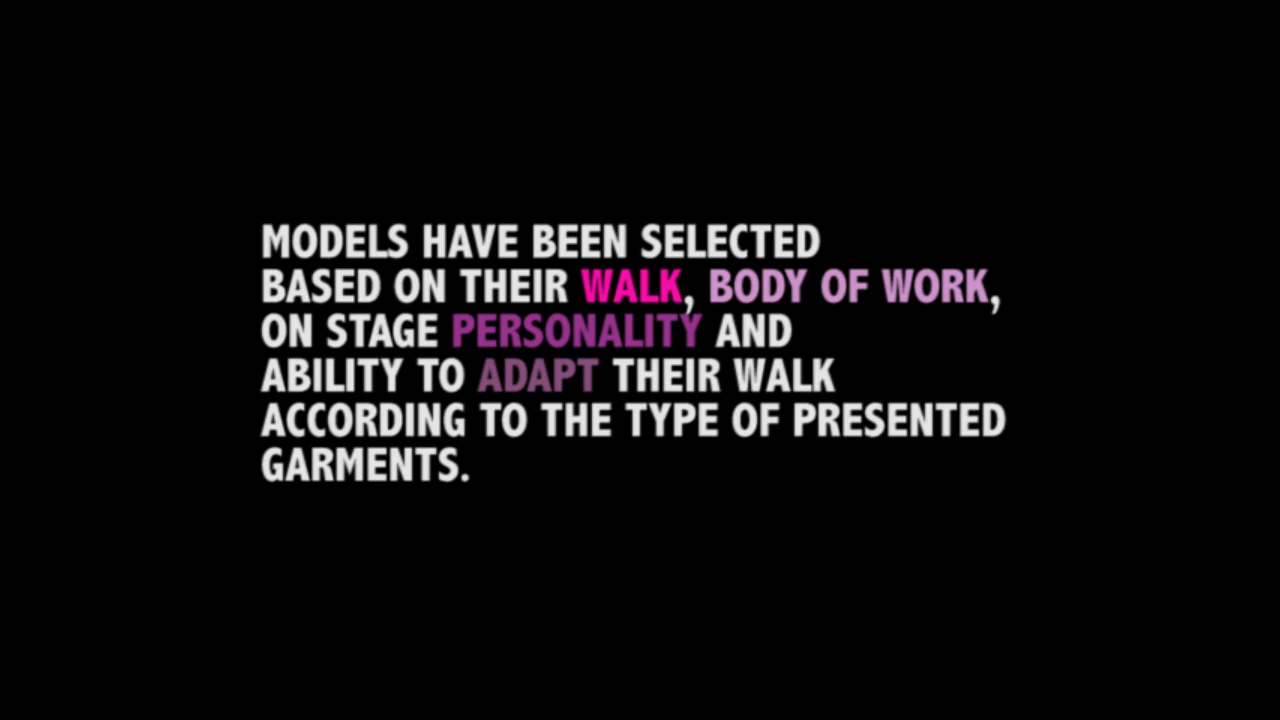 MODELS HAVE BEEN SELECTED
BASED ON THEIR WALK, BODY OF WORK,
ON STAGE PERSONALITY AND
ABILITY TO ADAPT THEIR WALK
ACCORDING TO THE TYPE OF PRESENTED
GARMENTS.